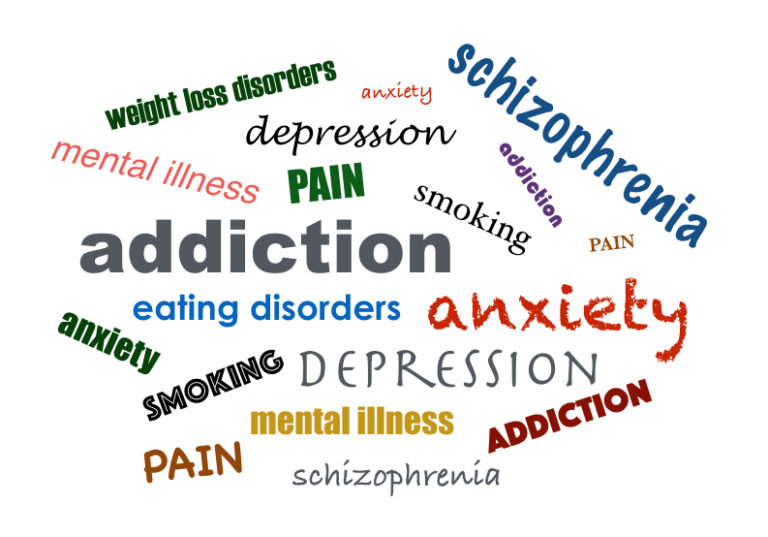 weight loss disorders
anxiety
schizophrenia
depression
mental illness
PAIN
addiction
smoking
PAIN
addiction
eating disorders
anxiety
anxiety
SMOKING
DEPRESSION
mental illness
ADDICTION
PAIN
schizophrenia